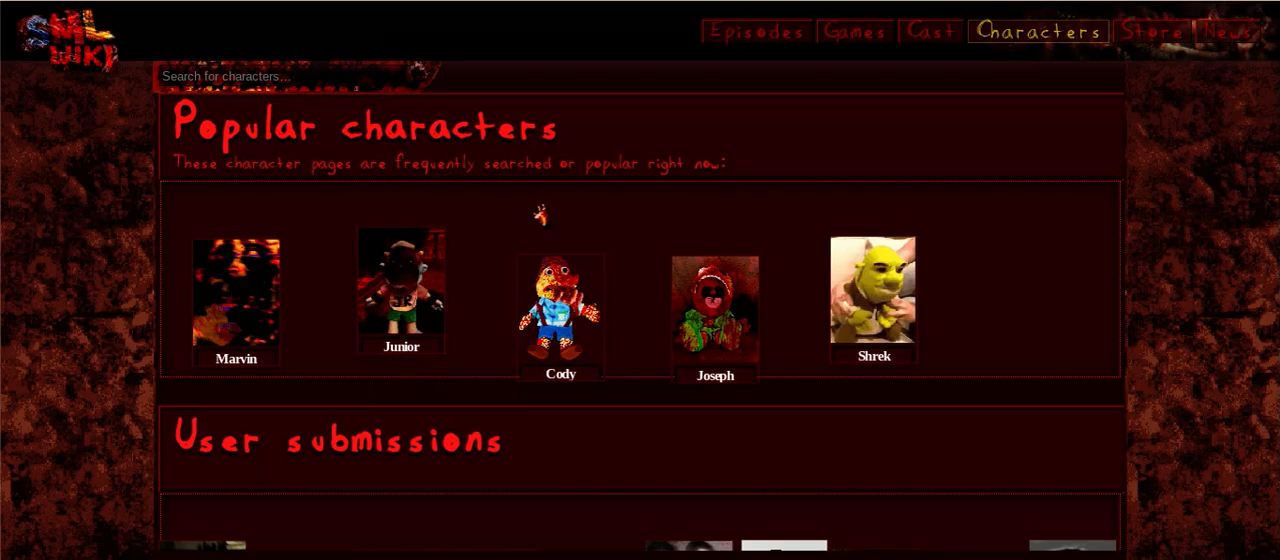 SML WIKI
Episodes Games Cast Characters Store News
Search for characters...
Popular characters
These character pages are frequently searched or popular right now:
Marvin
Junior
Cody
Joseph
Shrek
User submissions